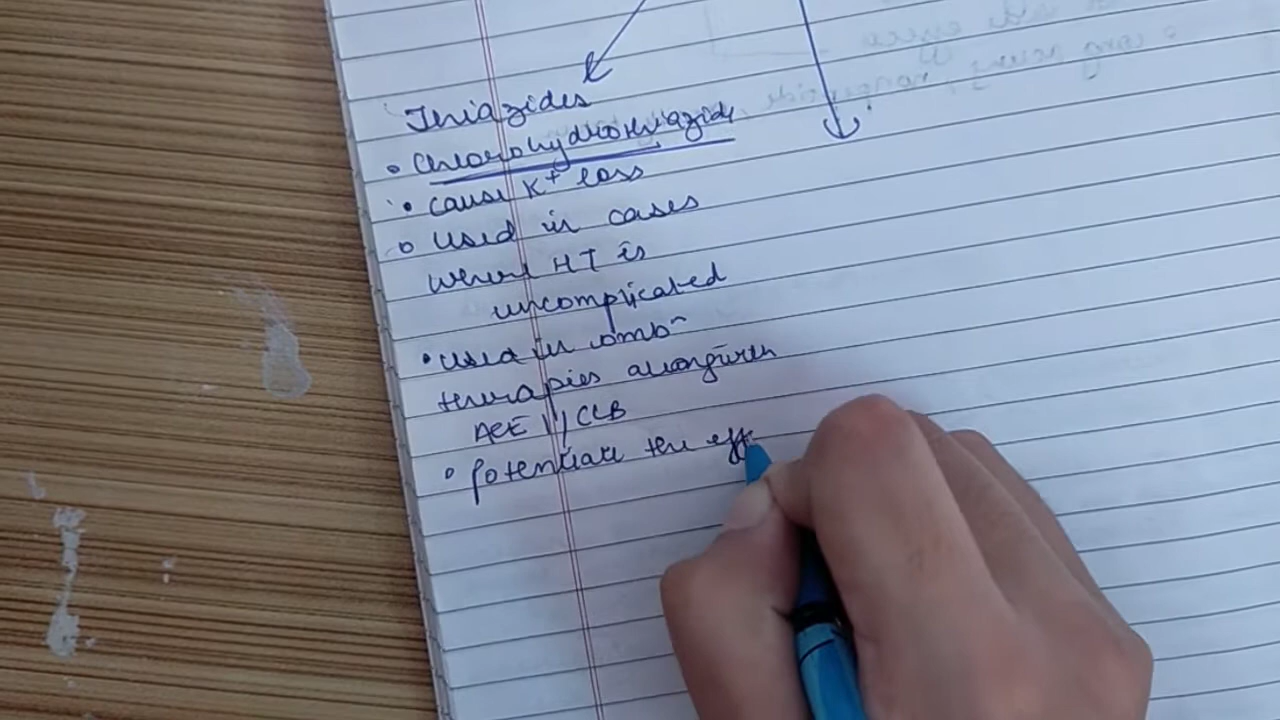 Thiazides
• Chlorohydrothiazide
• cause K+ loss
• used in cases
where HT is
uncomplicated
• used in combn
therapies alongwith
ACE I / CCB
• potentiate the eff